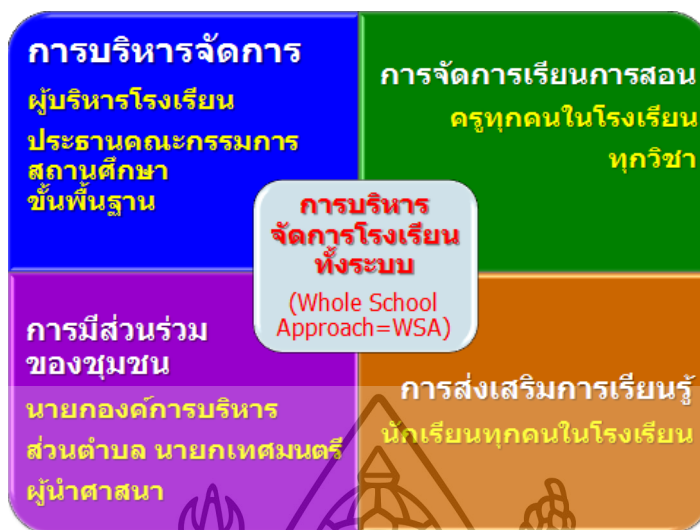 การบริหารจัดการ
ผู้บริหารโรงเรียน
ประธานคณะกรรมการ
สถานศึกษา
ขั้นพื้นฐาน
การจัดการเรียนการสอน
ครูทุกคนในโรงเรียน
ทุกวิชา
การบริหาร
จัดการโรงเรียน
ทั้งระบบ
(Whole School
Approach=WSA)
การมีส่วนร่วม
ของชุมชน
นายกองค์การบริหาร
ส่วนตำบล นายกเทศมนตรี
ผู้นำศาสนา
การส่งเสริมการเรียนรู้
นักเรียนทุกคนในโรงเรียน